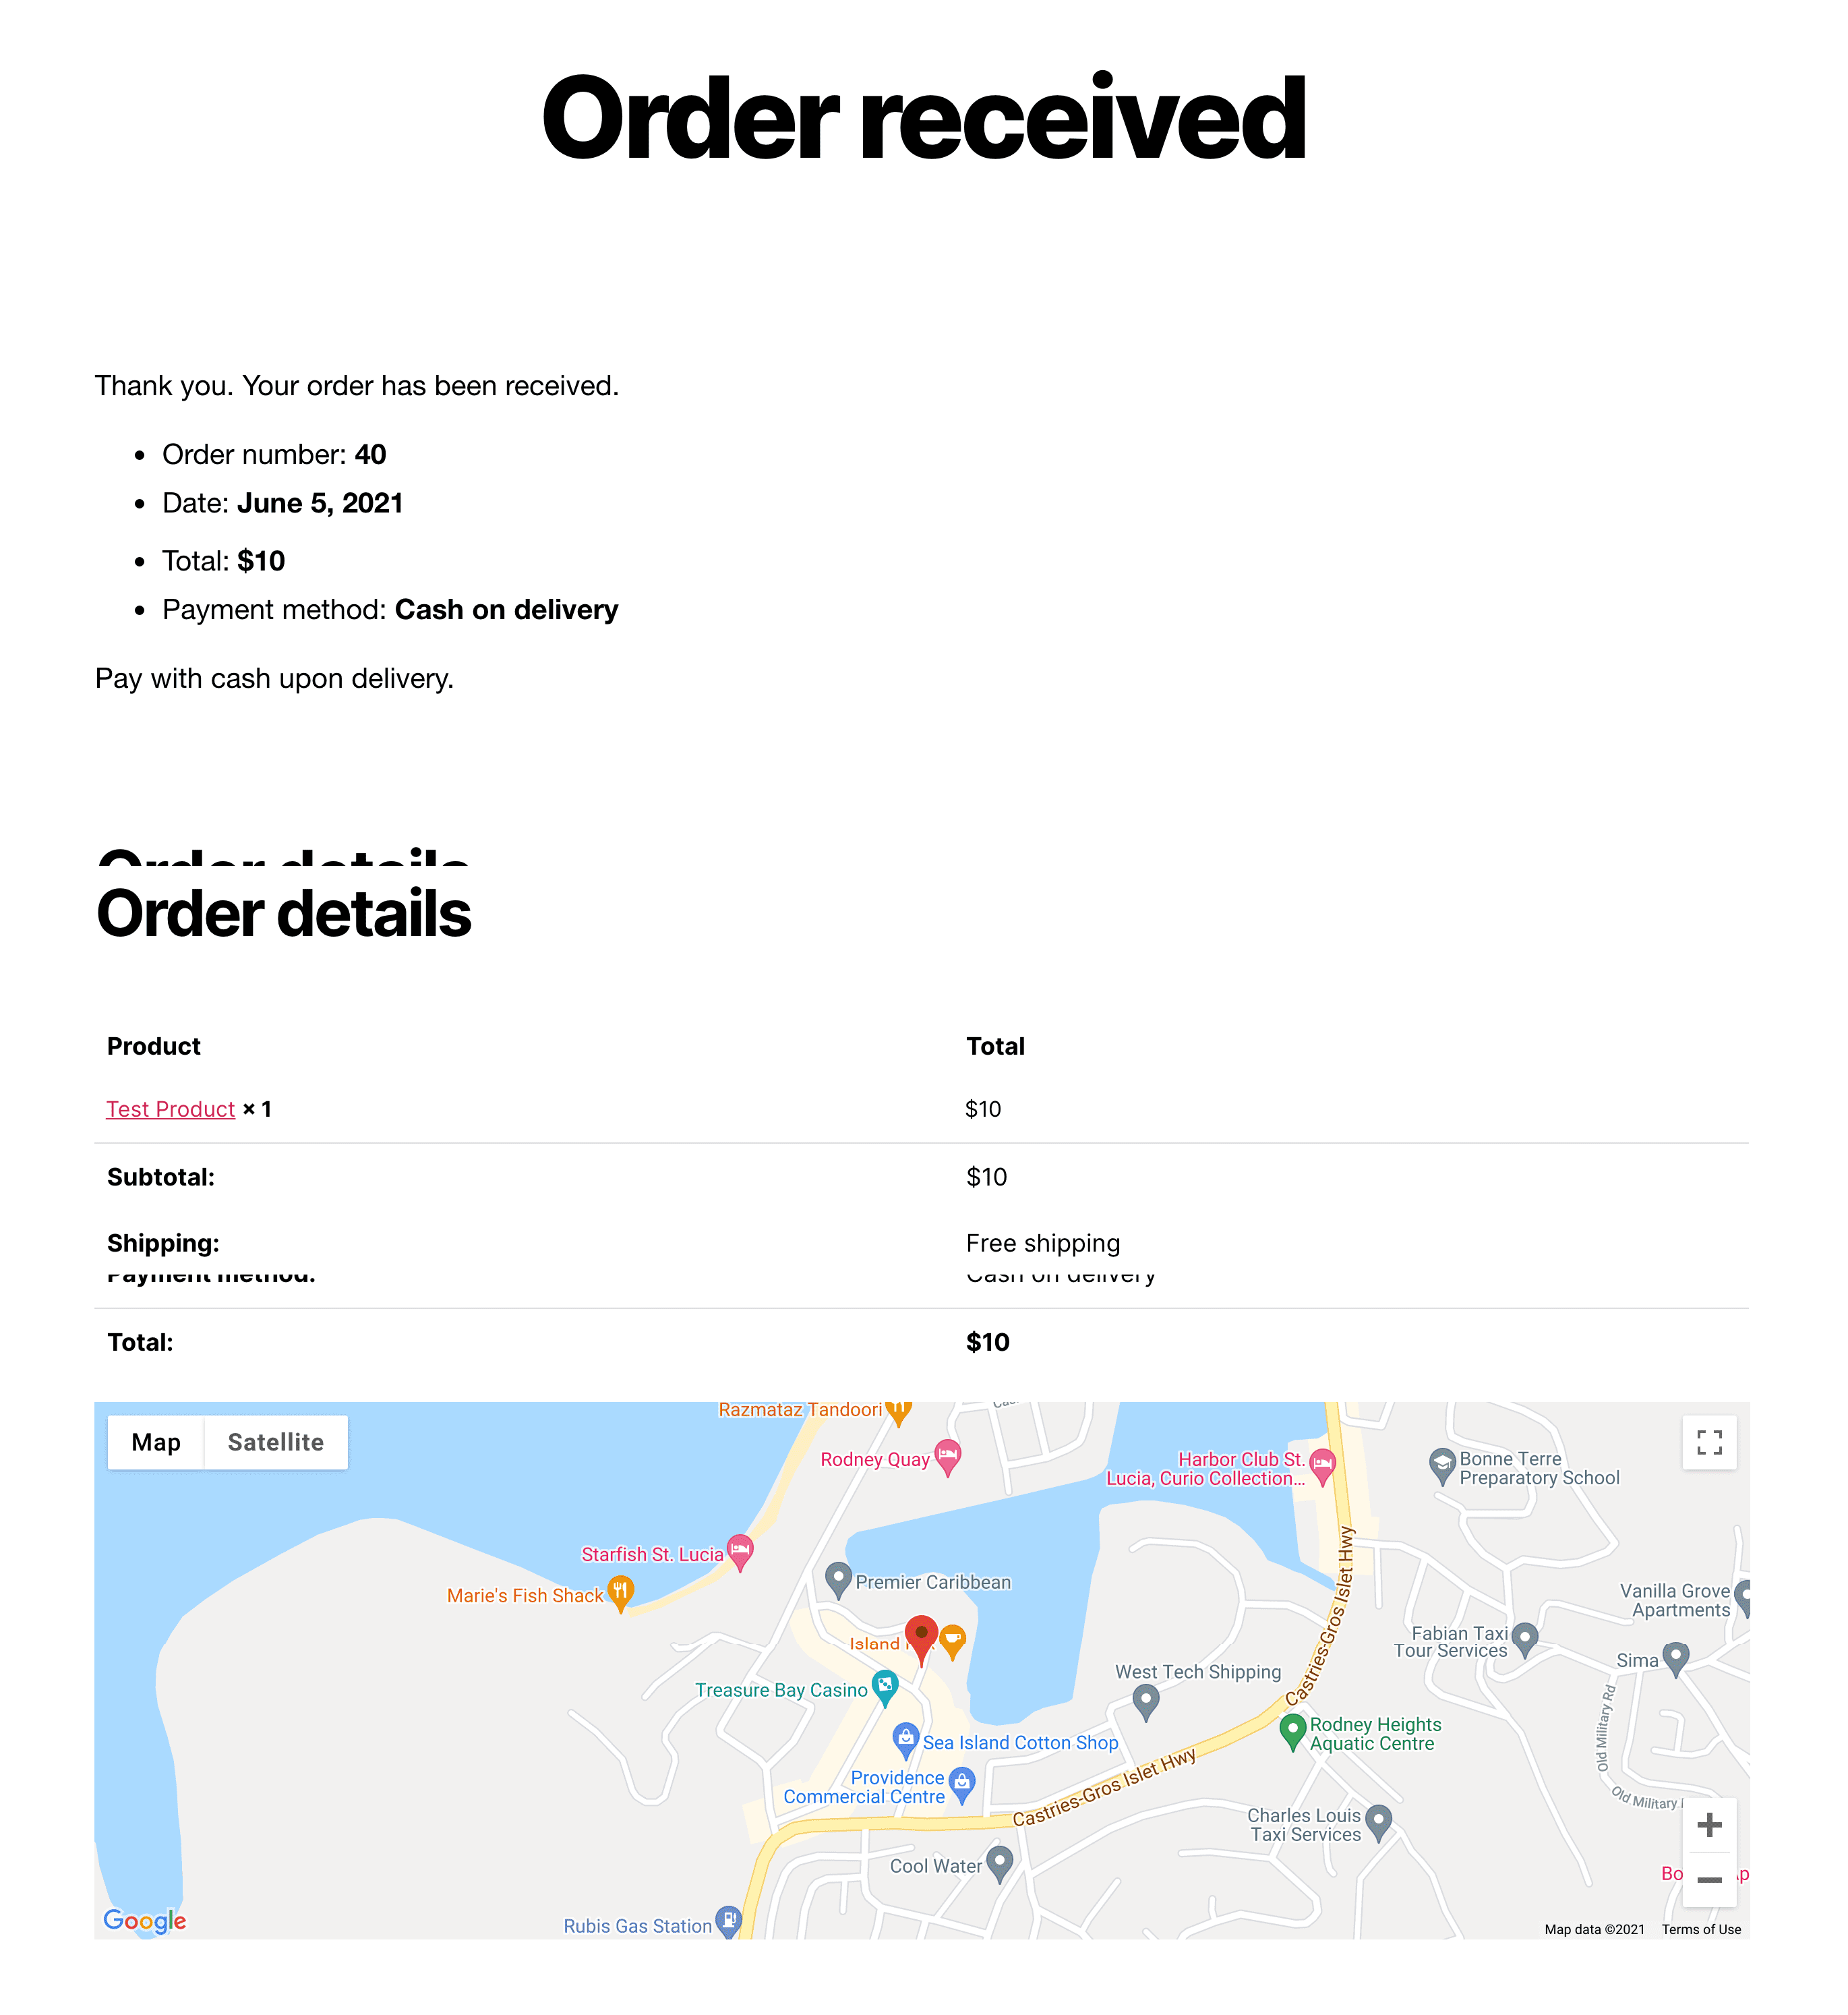 Order received
Thank you. Your order has been received.
Order number: 40
Date: June 5, 2021
Total: $10
Payment method: Cash on delivery
Pay with cash upon delivery.
Order details
Order details
Product Total
Test Product × 1 $10
Subtotal: $10
Shipping: Free shipping
Payment method: Cash on delivery
Total: $10
Map Satellite
Razmataz Tandoori
Rodney Quay
Harbor Club St.
Lucia, Curio Collection...
Bonne Terre
Preparatory School
Starfish St. Lucia
Marie's Fish Shack
Premier Caribbean
Vanilla Grove
Apartments
Island
Fabian Taxi
Tour Services
Sima
Treasure Bay Casino
West Tech Shipping
Castries-Gros Islet Hwy
Sea Island Cotton Shop
Rodney Heights
Aquatic Centre
Old Military Rd
Providence
Commercial Centre
Castries-Gros Islet Hwy
Old Military
Charles Louis
Taxi Services
Cool Water
Rubis Gas Station
Google
Map data ©2021 Terms of Use